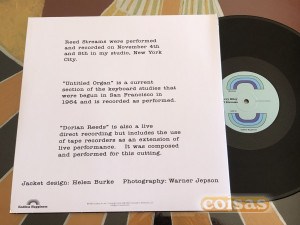 Reed Streams were performed
and recorded on November 4th
and 5th in my studio, New York
City.
"Untitled Organ" is a current
section of the keyboard studies that
were begun in San Francisco in
1964 and is recorded as performed.
"Dorian Reeds" is also a live
direct recording but includes the use
of tape recorders as an extension of
live performance. It was composed
and performed for this cutting.
Jacket design: Helen Burke Photography: Warner Jepson
coisas